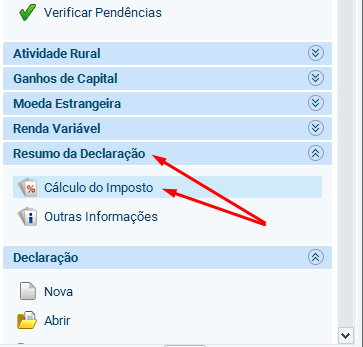 Verificar Pendências
Atividade Rural
Ganhos de Capital
Moeda Estrangeira
Renda Variável
Resumo da Declaração
Cálculo do Imposto
Outras Informações
Declaração
Nova
Abrir